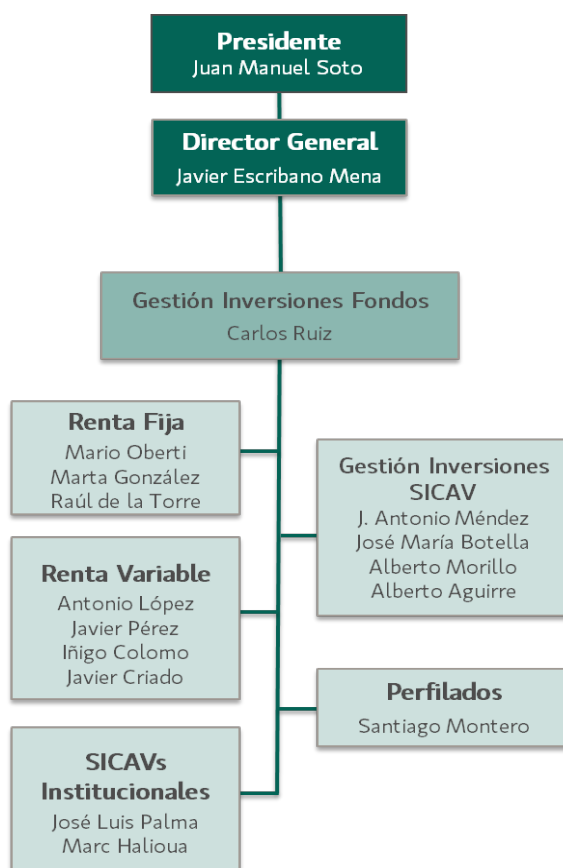 Presidente
Juan Manuel Soto
Director General
Javier Escribano Mena
Gestión Inversiones Fondos
Carlos Ruiz
Renta Fija
Mario Oberti
Marta González
Raúl de la Torre
Gestión Inversiones
SICAV
J. Antonio Méndez
José María Botella
Alberto Morillo
Alberto Aguirre
Renta Variable
Antonio López
Javier Pérez
Iñigo Colomo
Javier Criado
Perfilados
Santiago Montero
SICAVs
Institucionales
José Luis Palma
Marc Halioua